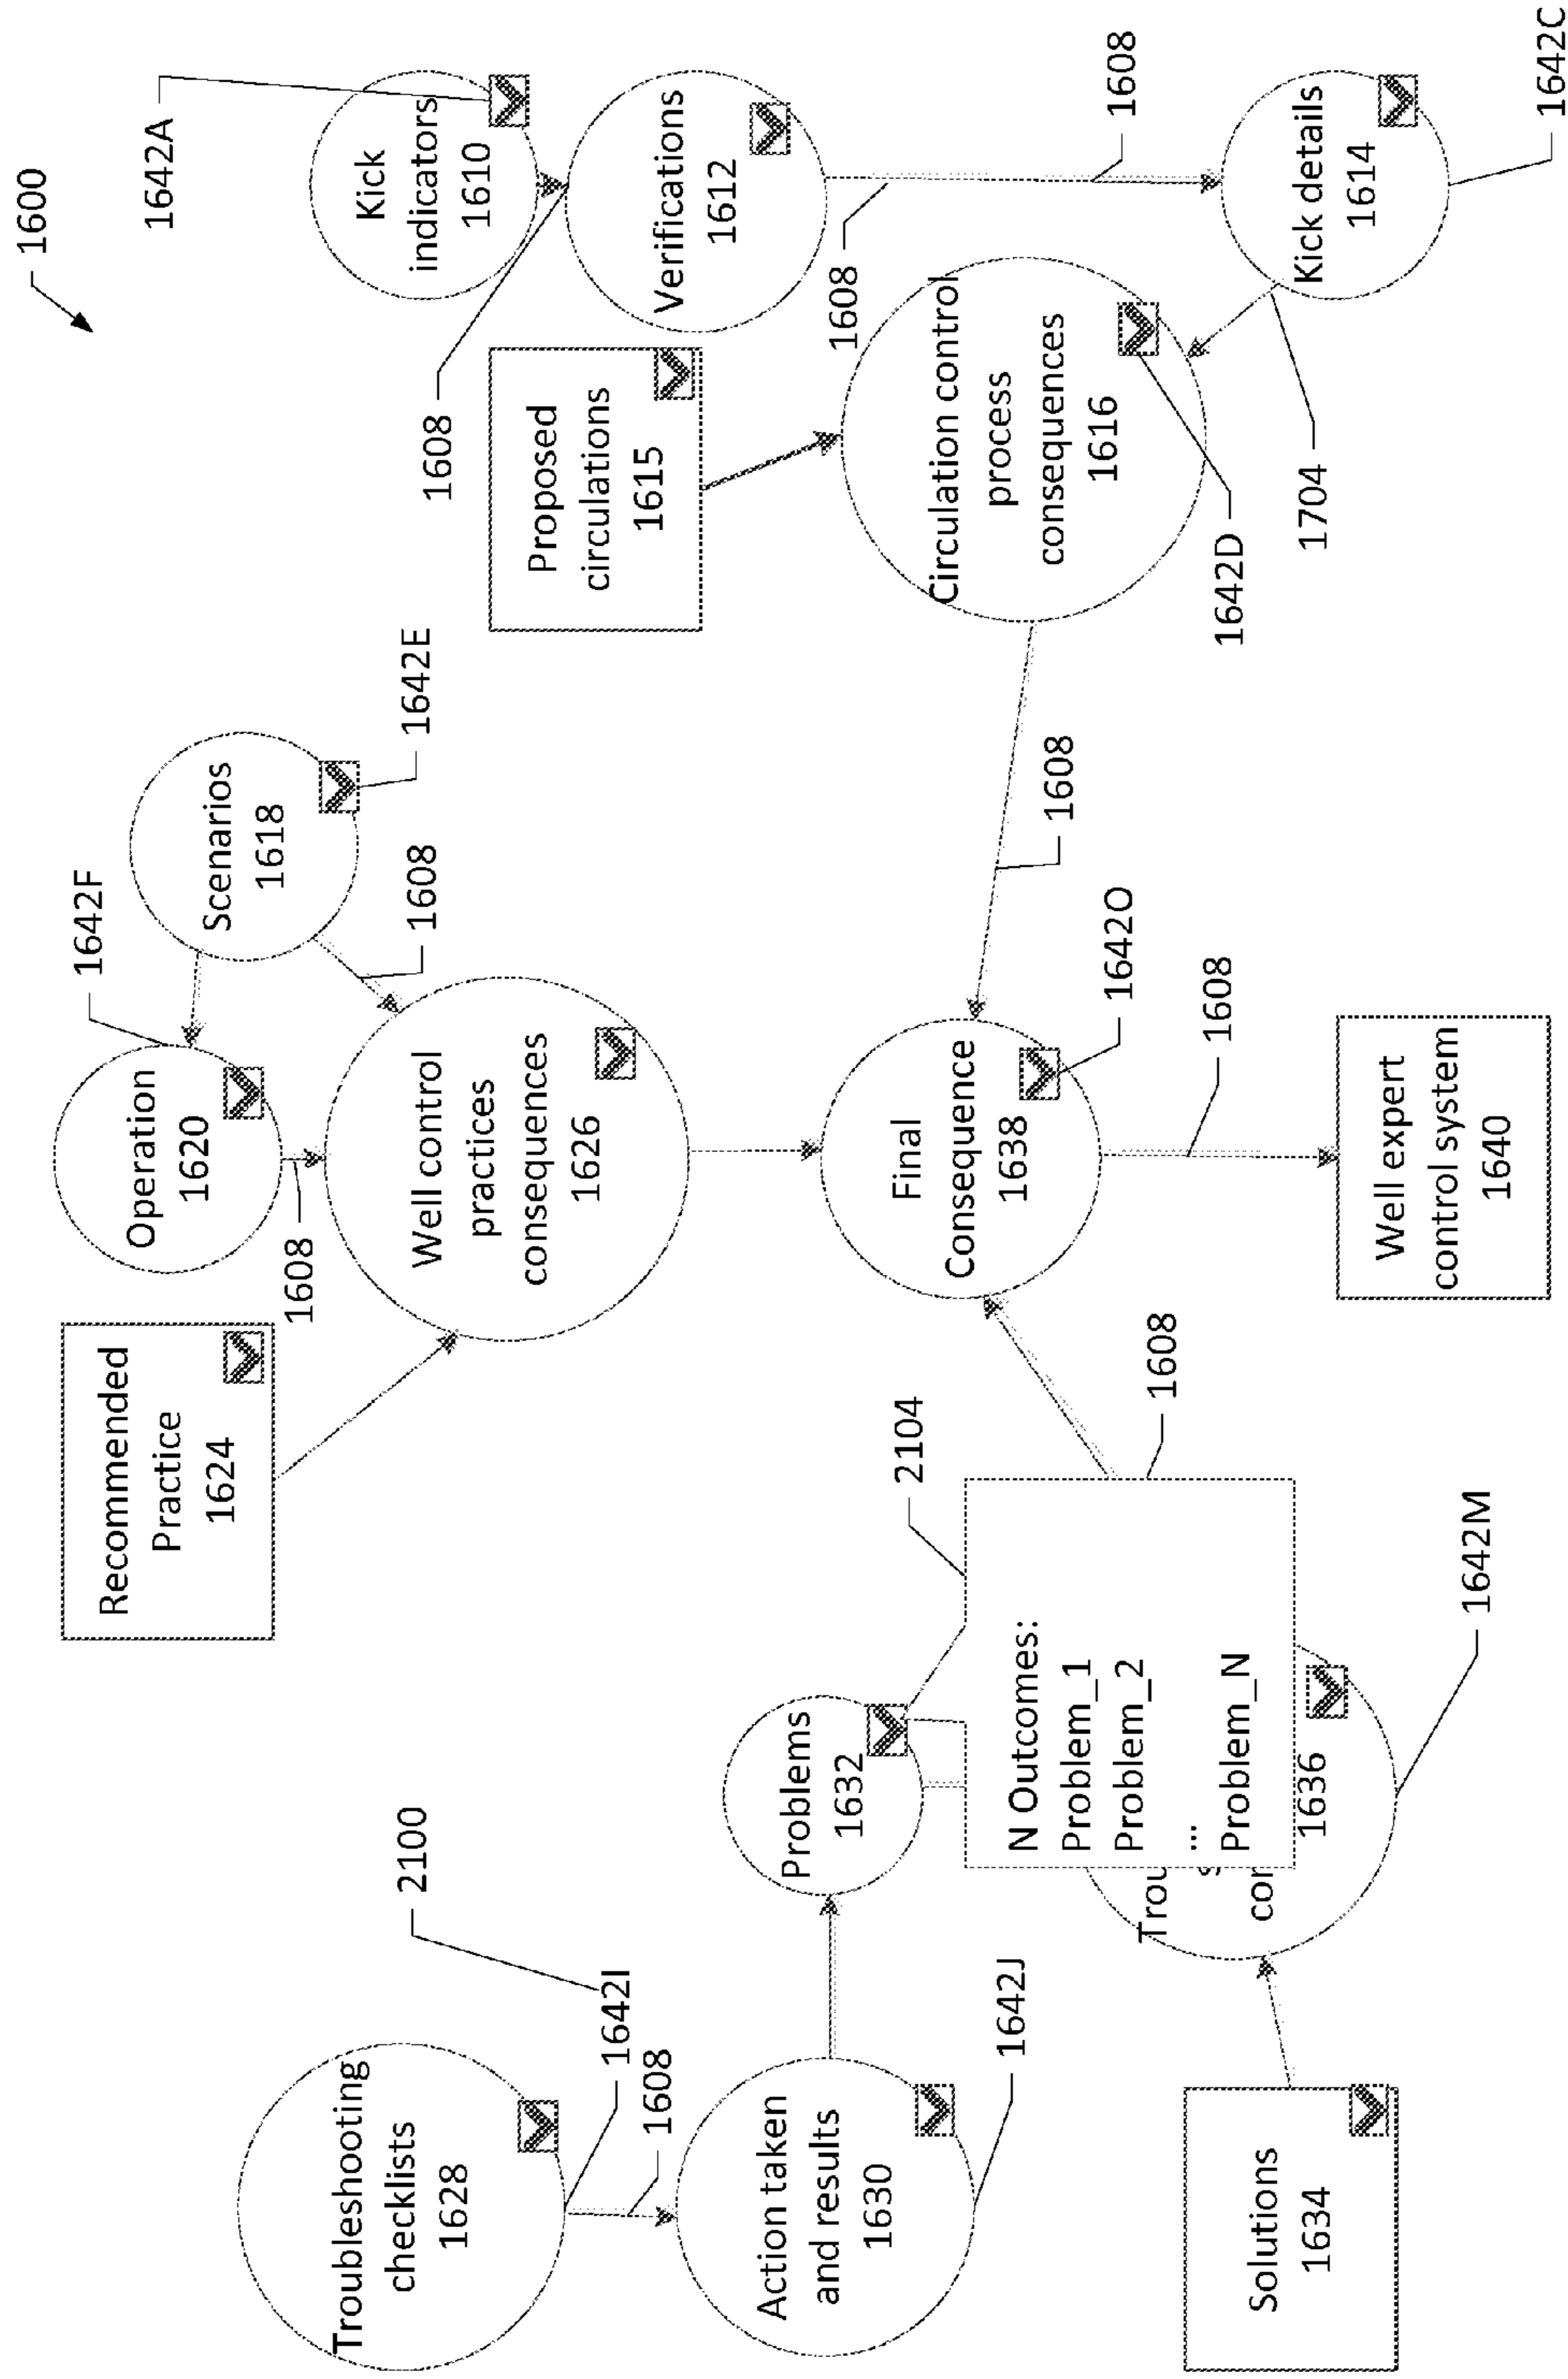 1600
Troubleshooting
checklists
1628
2100
1642I
1608
Action taken
and results
1630
1642J
Solutions
1634
Problems
1632
2104
N Outcomes:
Problem_1
Problem_2
...
Problem_N
Trou
s
cor
1636
1642M
1608
Recommended
Practice
1624
Operation
1620
1642F
1608
Scenarios
1618
1642E
1608
Well control
practices
consequences
1626
Final
Consequence
1638
1642O
1608
1608
Well expert
control system
1640
Proposed
circulations
1615
Circulation control
process
consequences
1616
1642D
1704
Kick
indicators
1610
1642A
1608
Verifications
1612
1608
1608
Kick details
1614
1642C